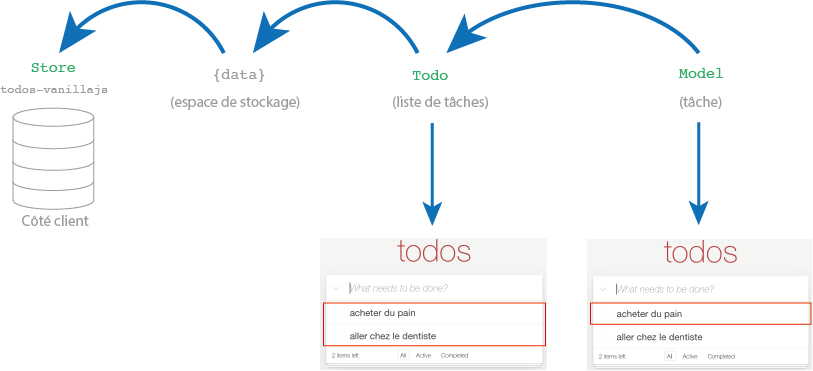 Store
todos-vanillajs
Côté client
{data}
(espace de stockage)
Todo
(liste de tâches)
Model
(tâche)
todos
What needs to be done?
acheter du pain
aller chez le dentiste
2 items left All Active Completed
todos
What needs to be done?
acheter du pain
aller chez le dentiste
2 items left All Active Completed